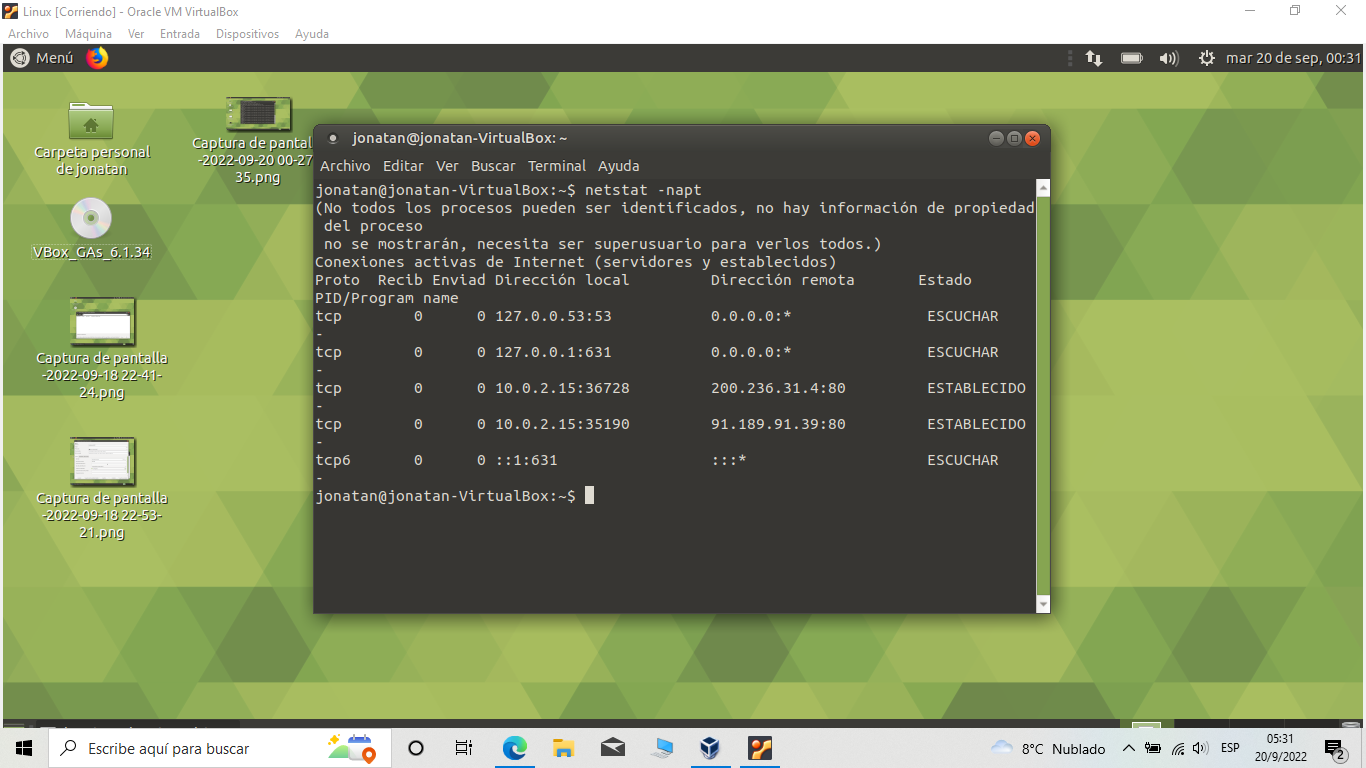 Linux [Corriendo] - Oracle VM VirtualBox
Archivo Máquina Ver Entrada Dispositivos Ayuda
Menú mar 20 de sep, 00:31
Carpeta personal
de jonatan
Captura de pantal
-2022-09-20 00-27
35.png
VBox_GAs_6.1.34
Captura de pantalla
-2022-09-18 22-41-
24.png
Captura de pantalla
-2022-09-18 22-53-
21.png
jonatan@jonatan-VirtualBox: ~
Archivo Editar Ver Buscar Terminal Ayuda
jonatan@jonatan-VirtualBox:~$ netstat -napt
(No todos los procesos pueden ser identificados, no hay información de propiedad
del proceso
no se mostrarán, necesita ser superusuario para verlos todos.)
Conexiones activas de Internet (servidores y establecidos)
Proto Recib Enviad Dirección local Dirección remota Estado
PID/Program name
tcp 0 0 127.0.0.53:53 0.0.0.0:* ESCUCHAR
-
tcp 0 0 127.0.0.1:631 0.0.0.0:* ESCUCHAR
-
tcp 0 0 10.0.2.15:36728 200.236.31.4:80 ESTABLECIDO
-
tcp 0 0 10.0.2.15:35190 91.189.91.39:80 ESTABLECIDO
-
tcp6 0 0 ::1:631 :::* ESCUCHAR
-
jonatan@jonatan-VirtualBox:~$
Escribe aquí para buscar
8°C Nublado
ESP
05:31
20/9/2022
2